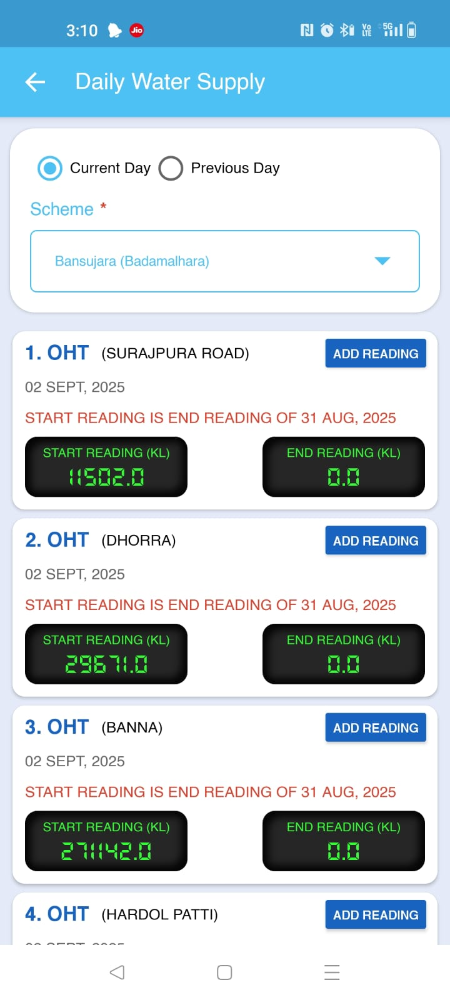 3:10 Jio Vo LTE 5G
Daily Water Supply
Current Day Previous Day
Scheme *
Bansujara (Badamalhara)
1. OHT (SURAJPURA ROAD) ADD READING
02 SEPT, 2025
START READING IS END READING OF 31 AUG, 2025
START READING (KL) END READING (KL)
11502.0 0.0
2. OHT (DHORRA) ADD READING
02 SEPT, 2025
START READING IS END READING OF 31 AUG, 2025
START READING (KL) END READING (KL)
29671.0 0.0
3. OHT (BANNA) ADD READING
02 SEPT, 2025
START READING IS END READING OF 31 AUG, 2025
START READING (KL) END READING (KL)
271142.0 0.0
4. OHT (HARDOL PATTI) ADD READING